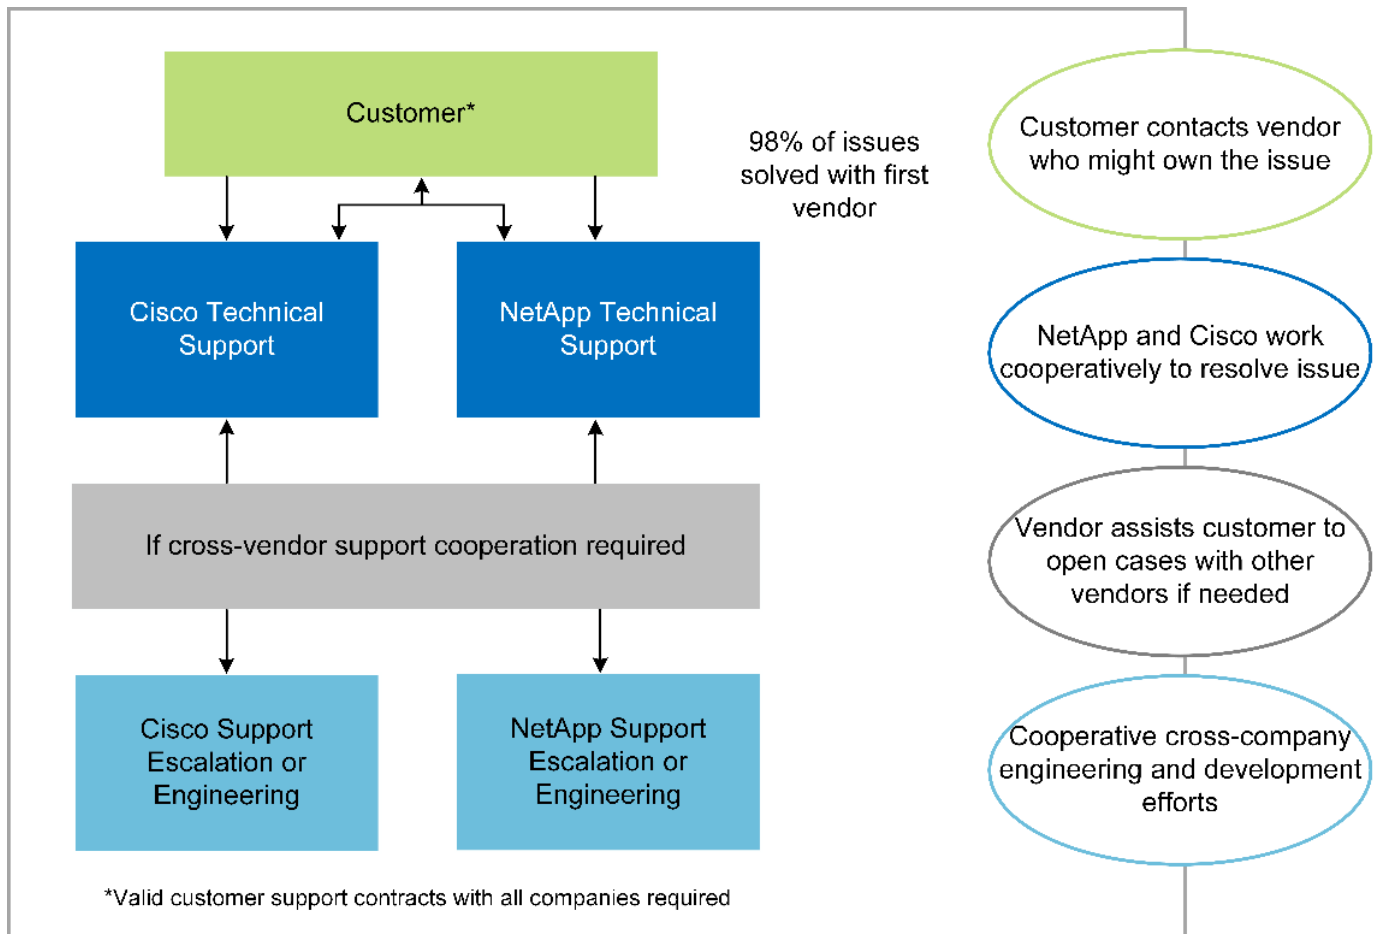 Customer*
98% of issues
solved with first
vendor
Cisco Technical
Support
NetApp Technical
Support
If cross-vendor support cooperation required
Cisco Support
Escalation or
Engineering
NetApp Support
Escalation or
Engineering
*Valid customer support contracts with all companies required
Customer contacts vendor
who might own the issue
NetApp and Cisco work
cooperatively to resolve issue
Vendor assists customer to
open cases with other
vendors if needed
Cooperative cross-company
engineering and development
efforts